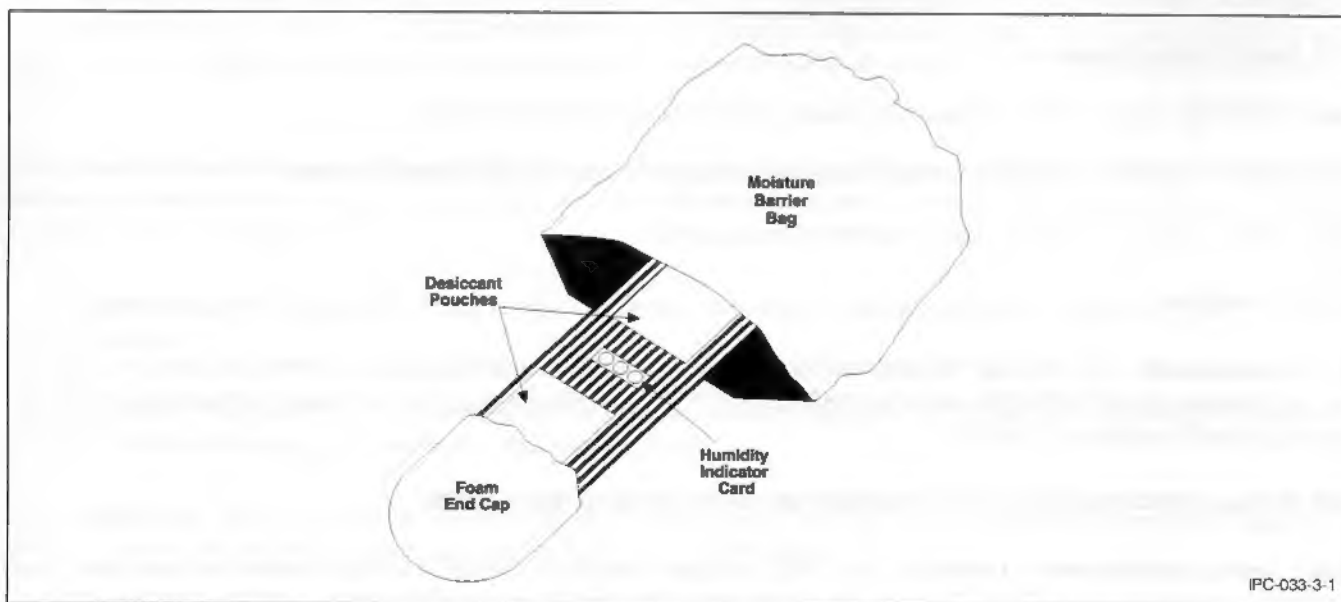 Moisture
Barrier
Bag
Desiccant
Pouches
Humidity
Indicator
Card
Foam
End Cap
IPC-033-3-1